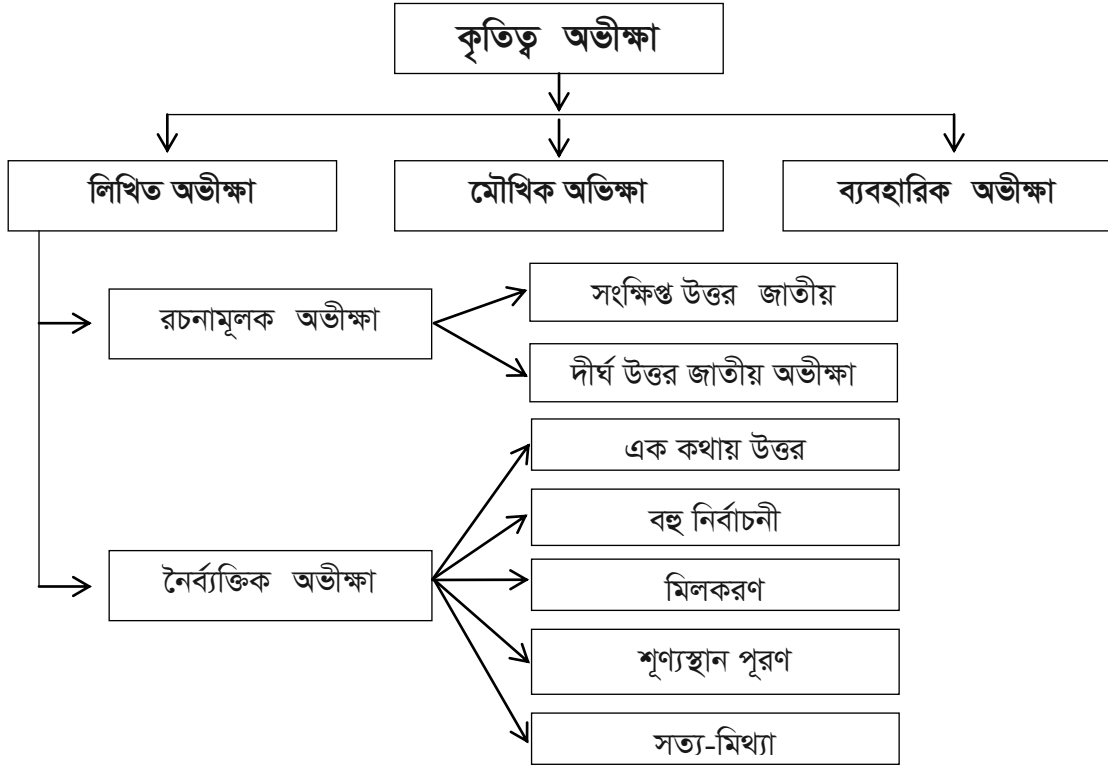 কৃতিত্ব অভীক্ষা
লিখিত অভীক্ষা
মৌখিক অভিক্ষা
ব্যবহারিক অভীক্ষা
রচনামূলক অভীক্ষা
সংক্ষিপ্ত উত্তর জাতীয়
দীর্ঘ উত্তর জাতীয় অভীক্ষা
নৈর্ব্যক্তিক অভীক্ষা
এক কথায় উত্তর
বহু নির্বাচনী
মিলকরণ
শূণ্যস্থান পূরণ
সত্য-মিথ্যা